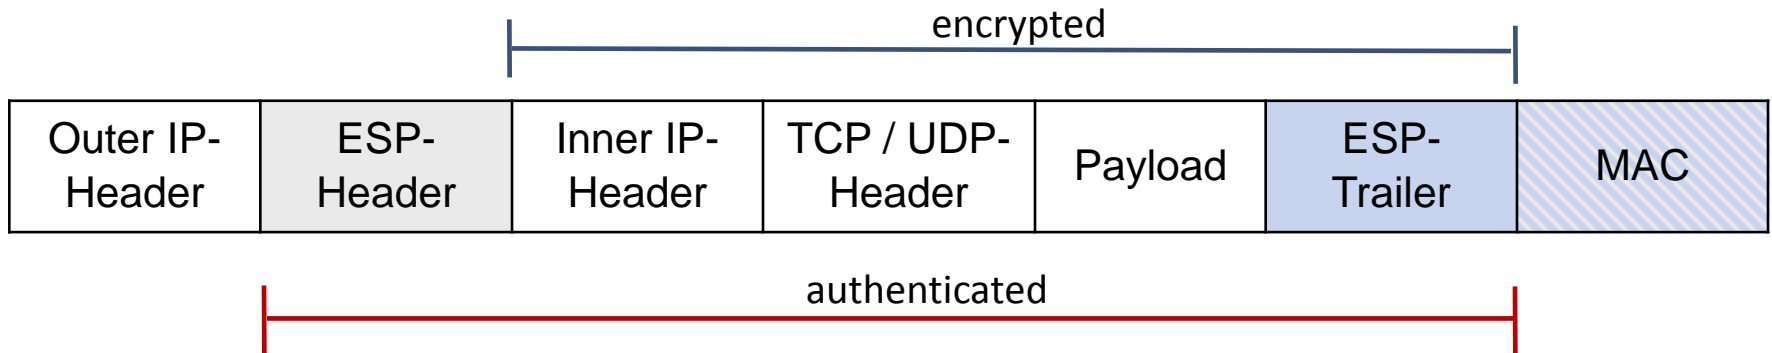 encrypted
Outer IP-
Header
ESP-
Header
Inner IP-
Header
TCP / UDP-
Header
Payload
ESP-
Trailer
MAC
authenticated